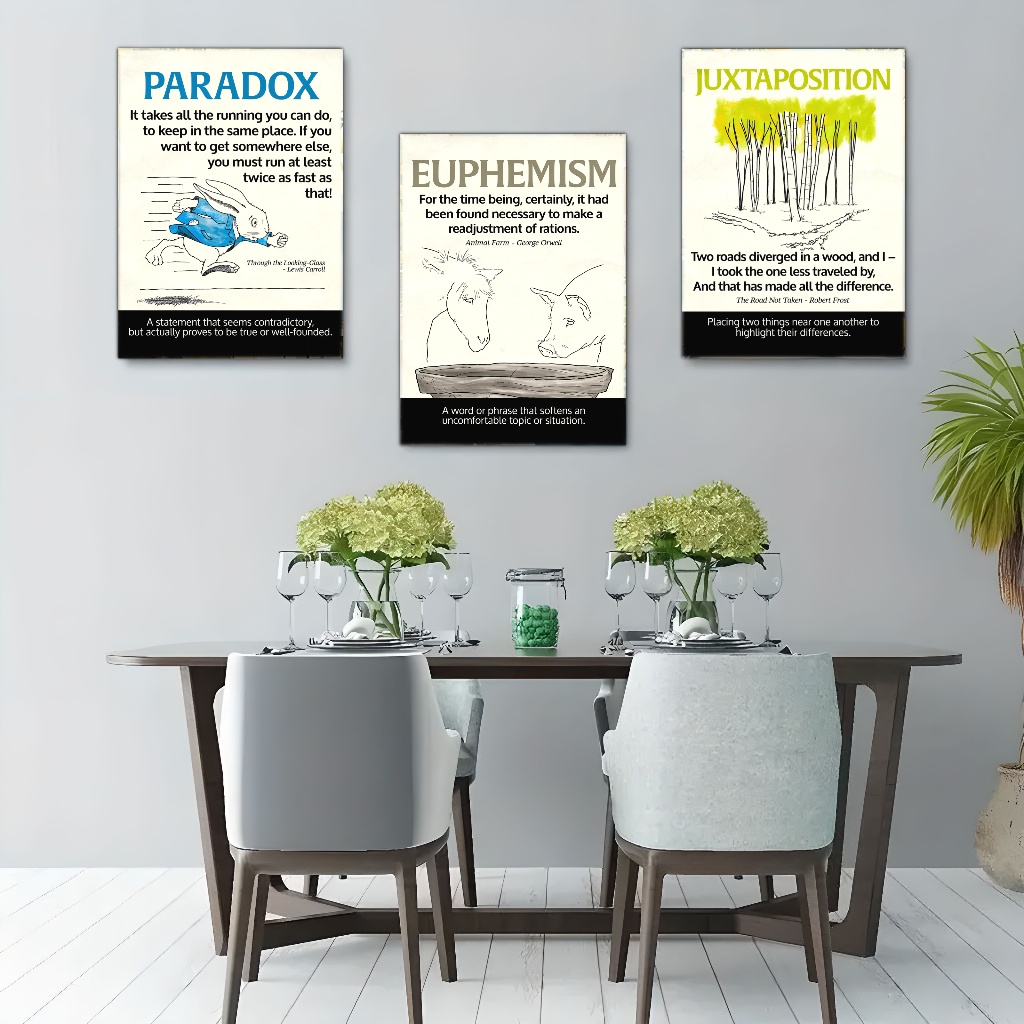 PARADOX
It takes all the running you can do,
to keep in the same place. If you
want to get somewhere else,
you must run at least
twice as fast as
that!
Through the Looking-Glass
- Lewis Carroll
A statement that seems contradictory,
but actually proves to be true or well-founded.
EUPHEMISM
For the time being, certainly, it had
been found necessary to make a
readjustment of rations.
Animal Farm - George Orwell
A word or phrase that softens an
uncomfortable topic or situation.
JUXTAPOSITION
Two roads diverged in a wood, and I –
I took the one less traveled by,
And that has made all the difference.
The Road Not Taken - Robert Frost
Placing two things near one another to
highlight their differences.